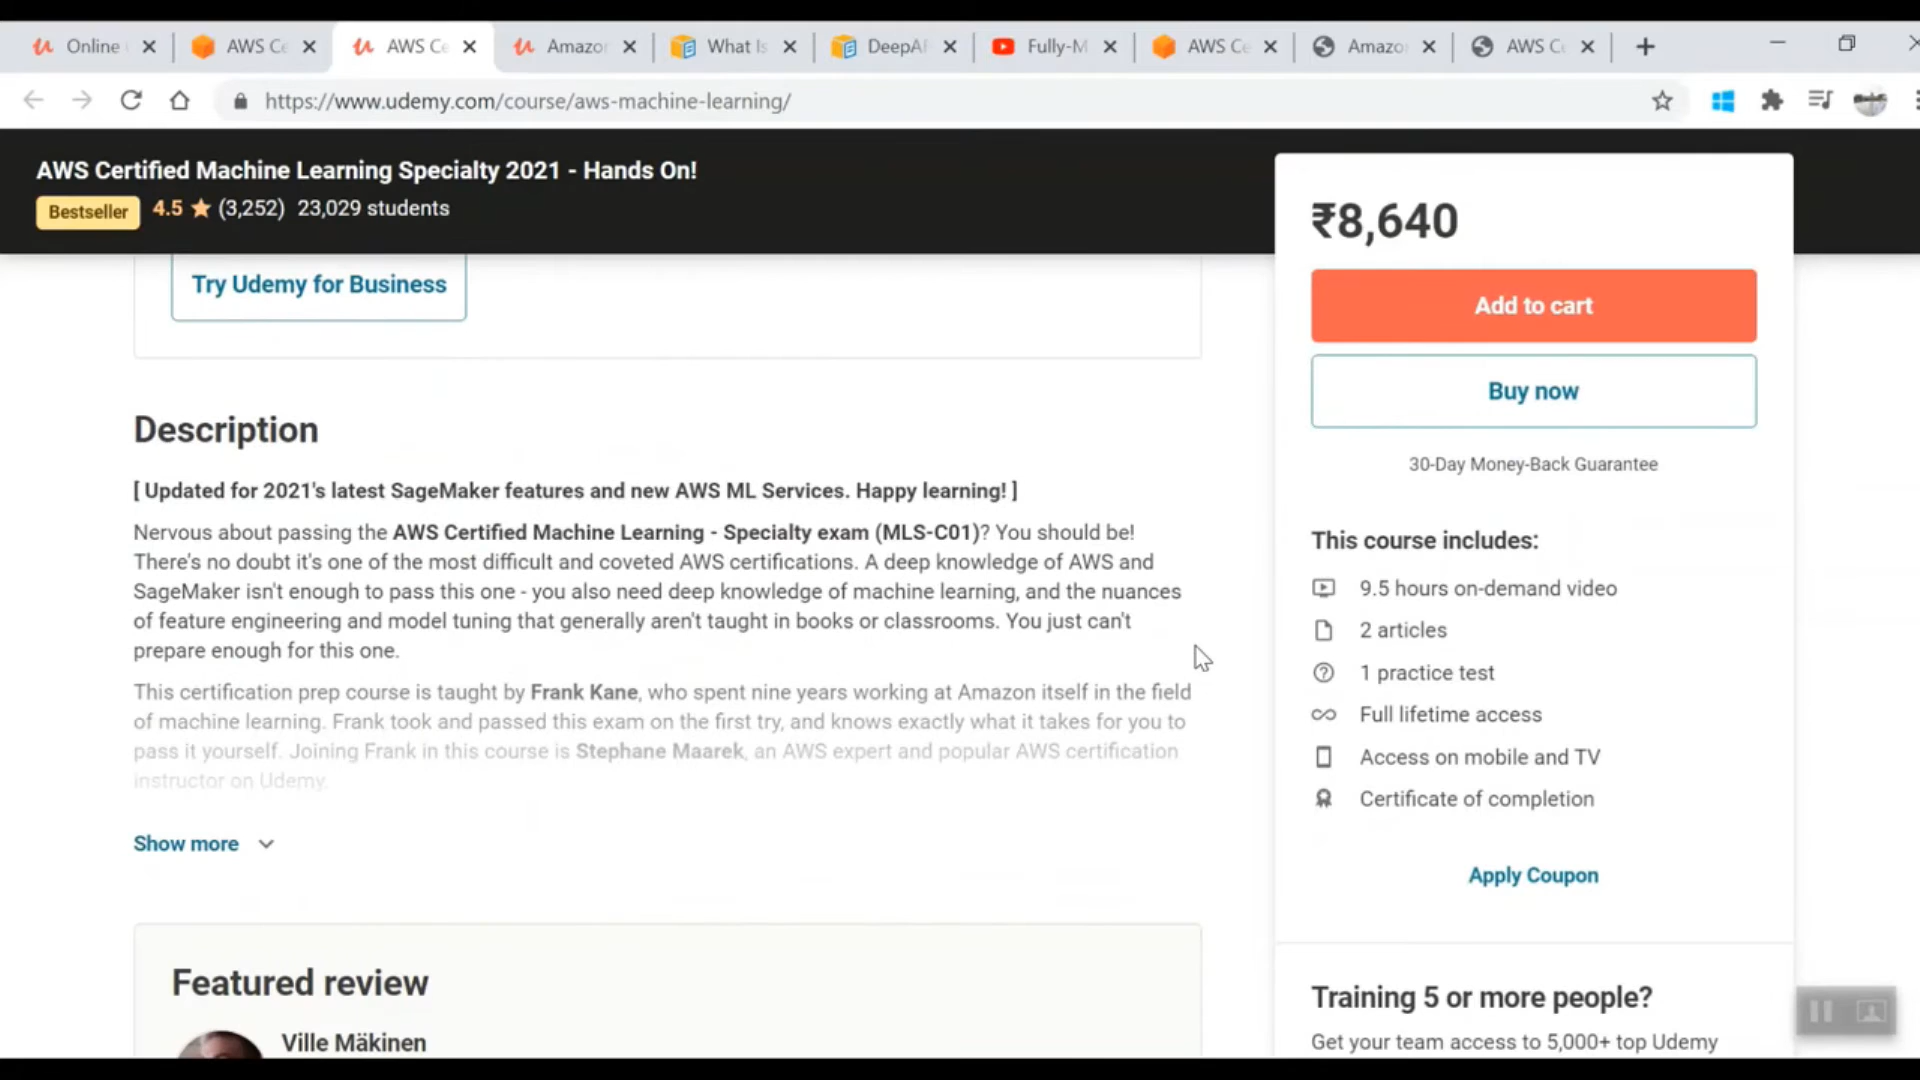 Online
AWS Ce
AWS Ce
Amazo
What Is
DeepAR
Fully-M
AWS Ce
Amazo
AWS Ce
https://www.udemy.com/course/aws-machine-learning/
AWS Certified Machine Learning Specialty 2021 - Hands On!
Bestseller 4.5 (3,252) 23,029 students
Try Udemy for Business
Description
[ Updated for 2021's latest SageMaker features and new AWS ML Services. Happy learning! ]
Nervous about passing the AWS Certified Machine Learning - Specialty exam (MLS-C01)? You should be!
There's no doubt it's one of the most difficult and coveted AWS certifications. A deep knowledge of AWS and
SageMaker isn't enough to pass this one - you also need deep knowledge of machine learning, and the nuances
of feature engineering and model tuning that generally aren't taught in books or classrooms. You just can't
prepare enough for this one.
This certification prep course is taught by Frank Kane, who spent nine years working at Amazon itself in the field
of machine learning. Frank took and passed this exam on the first try, and knows exactly what it takes for you to
pass it yourself. Joining Frank in this course is Stephane Maarek, an AWS expert and popular AWS certification
instructor on Udemy.
Show more
Featured review
Ville Mäkinen
₹8,640
Add to cart
Buy now
30-Day Money-Back Guarantee
This course includes:
9.5 hours on-demand video
2 articles
1 practice test
Full lifetime access
Access on mobile and TV
Certificate of completion
Apply Coupon
Training 5 or more people?
Get your team access to 5,000+ top Udemy